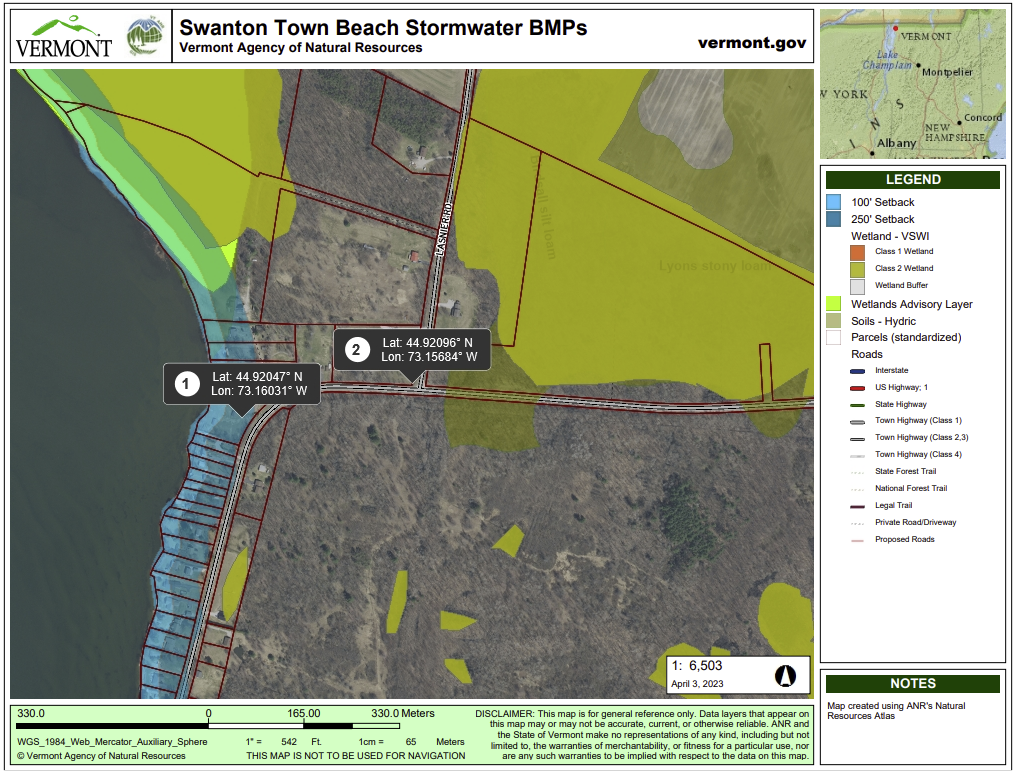 VERMONT
Swanton Town Beach Stormwater BMPs
Vermont Agency of Natural Resources
vermont.gov
VERMONT
Lake
Champlain
Montpelier
W YORK
N S
I
Concord
NEW
HAMPSHIRE
Albany
LASNIER RD
silt loam
Lyons stony loam
1
Lat: 44.92047° N
Lon: 73.16031° W
2
Lat: 44.92096° N
Lon: 73.15684° W
LEGEND
100' Setback
250' Setback
Wetland - VSWI
Class 1 Wetland
Class 2 Wetland
Wetland Buffer
Wetlands Advisory Layer
Soils - Hydric
Parcels (standardized)
Roads
Interstate
US Highway; 1
State Highway
Town Highway (Class 1)
Town Highway (Class 2,3)
Town Highway (Class 4)
State Forest Trail
National Forest Trail
Legal Trail
Private Road/Driveway
Proposed Roads
1: 6,503
April 3, 2023
NOTES
Map created using ANR's Natural
Resources Atlas
330.0 0 165.00 330.0 Meters
WGS_1984_Web_Mercator_Auxiliary_Sphere 1" = 542 Ft. 1cm = 65 Meters
© Vermont Agency of Natural Resources THIS MAP IS NOT TO BE USED FOR NAVIGATION
DISCLAIMER: This map is for general reference only. Data layers that appear on
this map may or may not be accurate, current, or otherwise reliable. ANR and
the State of Vermont make no representations of any kind, including but not
limited to, the warranties of merchantability, or fitness for a particular use, nor
are any such warranties to be implied with respect to the data on this map.